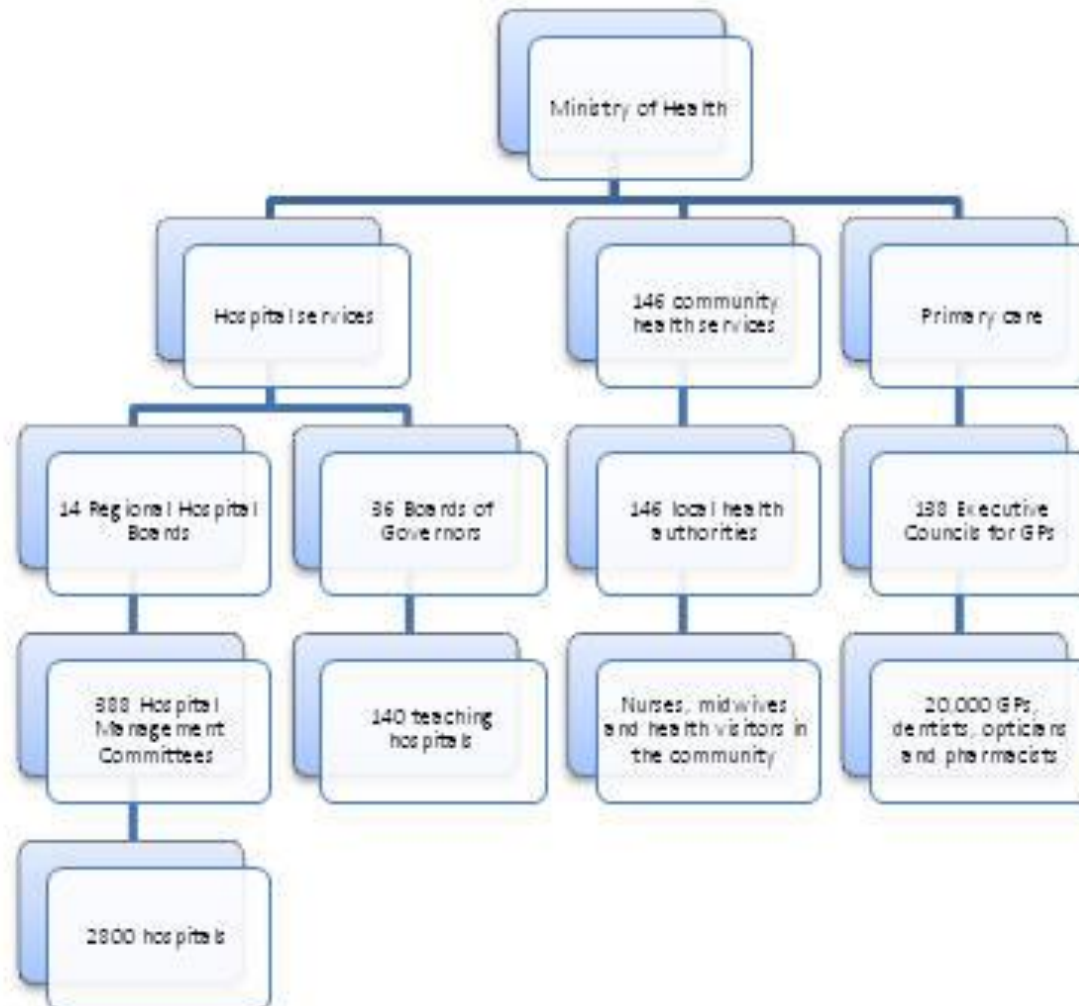 Ministry of Health
Hospital services
146 community
health services
Primary care
14 Regional Hospital
Boards
36 Boards of
Governors
146 local health
authorities
138 Executive
Councils for GPs
388 Hospital
Management
Committees
140 teaching
hospitals
Nurses, midwives
and health visitors in
the community
20,000 GPs,
dentists, opticians
and pharmacists
2800 hospitals